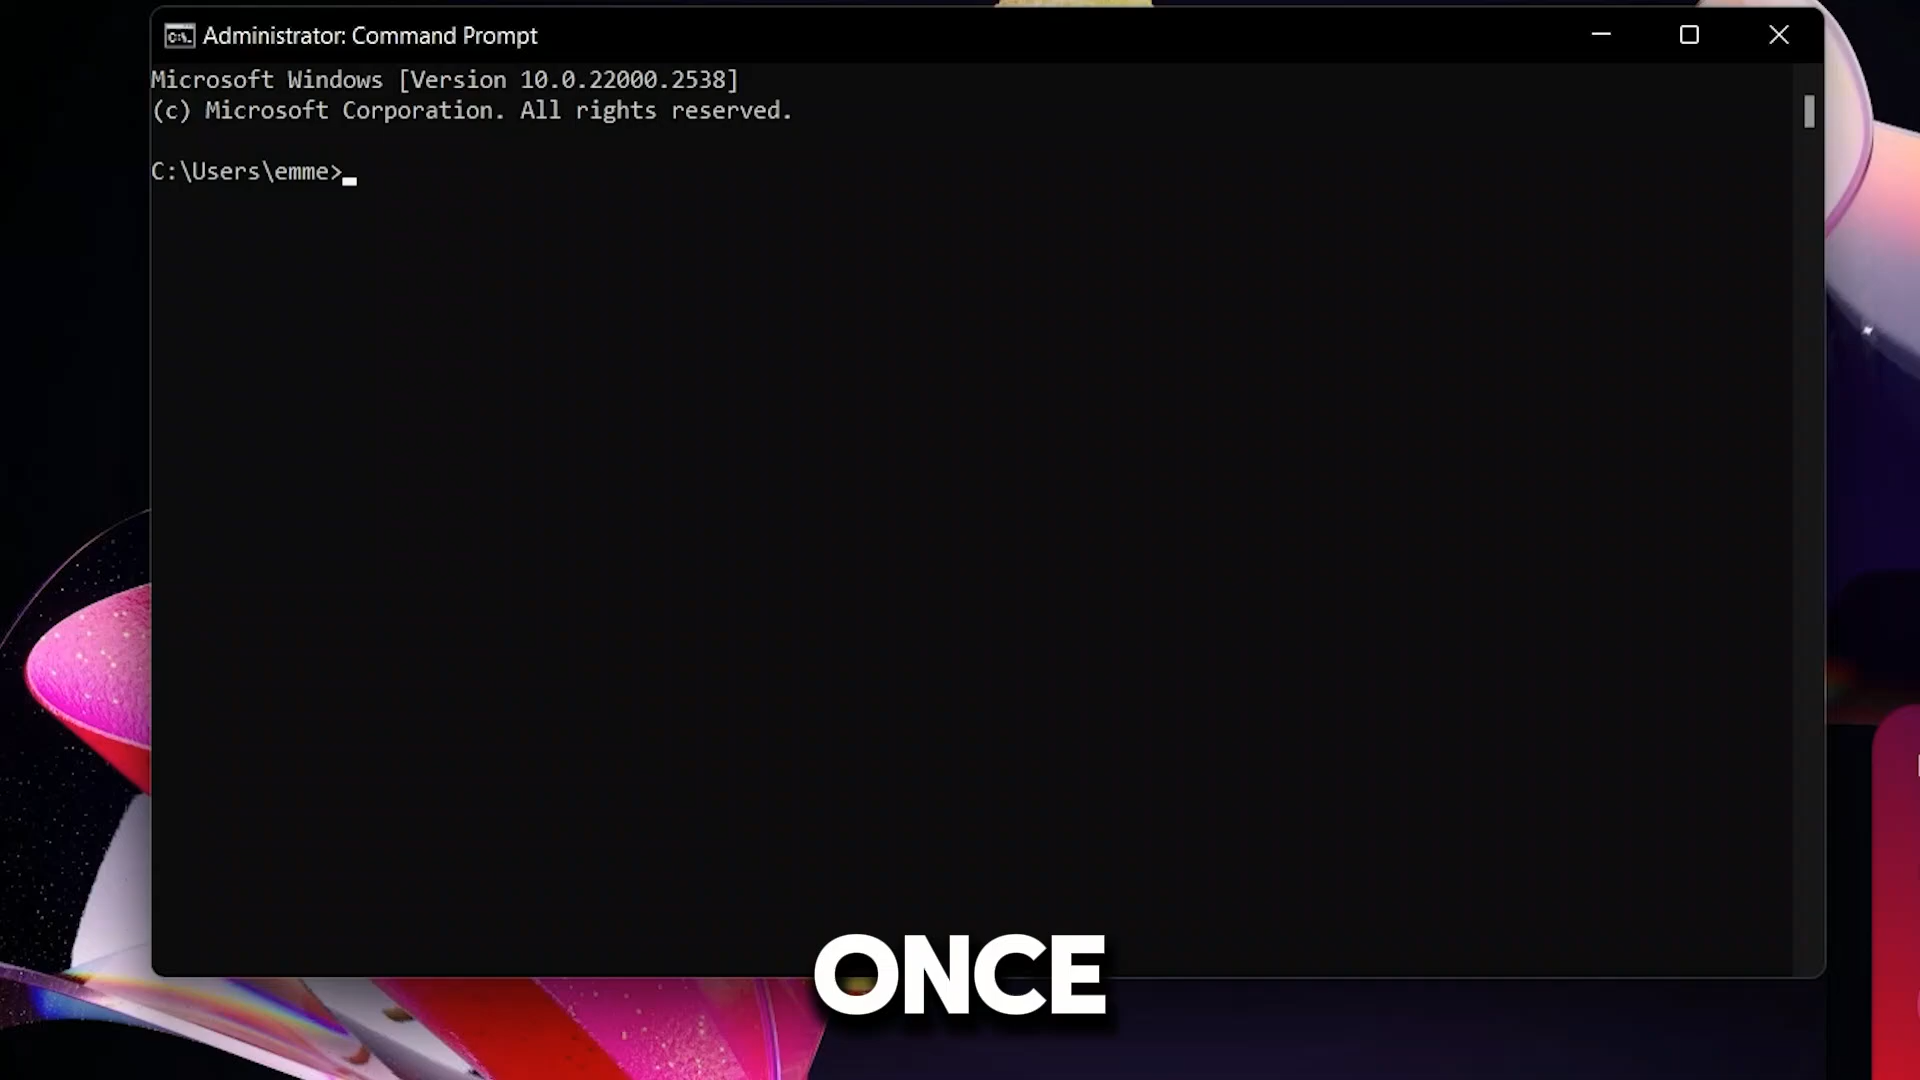 Administrator: Command Prompt
Microsoft Windows [Version 10.0.22000.2538]
(c) Microsoft Corporation. All rights reserved.
C:\Users\emme>
ONCE